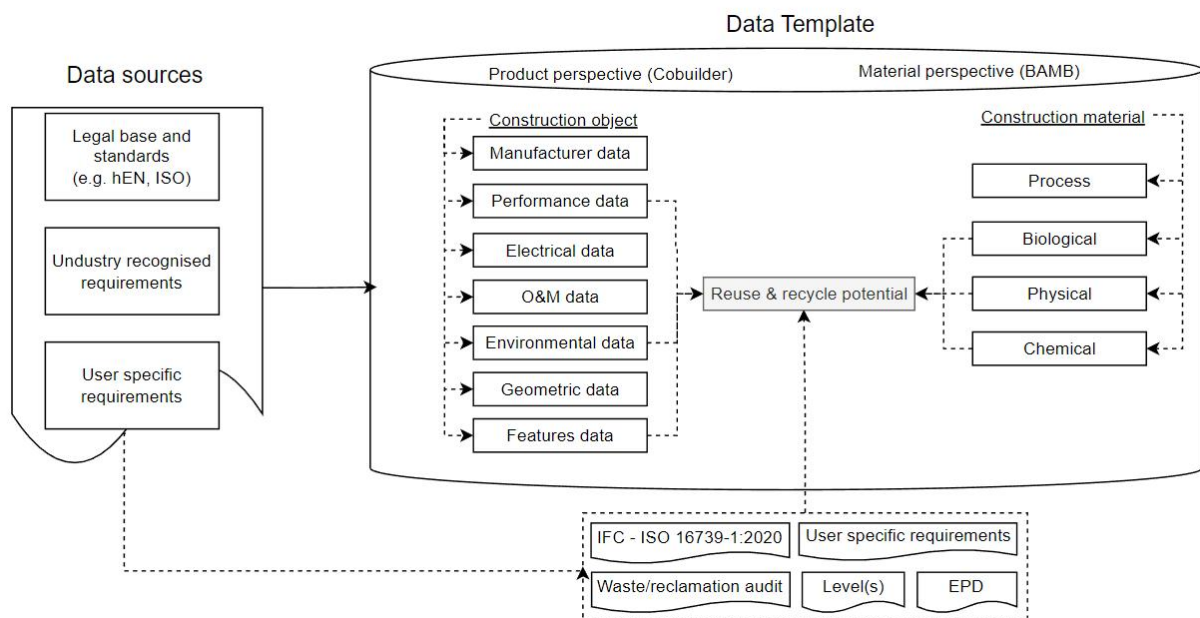 Data Template
Data sources
Product perspective (Cobuilder)
Material perspective (BAMB)
Legal base and
standards
(e.g. hEN, ISO)
Undustry recognised
requirements
User specific
requirements
Construction object
Manufacturer data
Performance data
Electrical data
O&M data
Environmental data
Geometric data
Features data
Reuse & recycle potential
Construction material
Process
Biological
Physical
Chemical
IFC - ISO 16739-1:2020
User specific requirements
Waste/reclamation audit
Level(s)
EPD